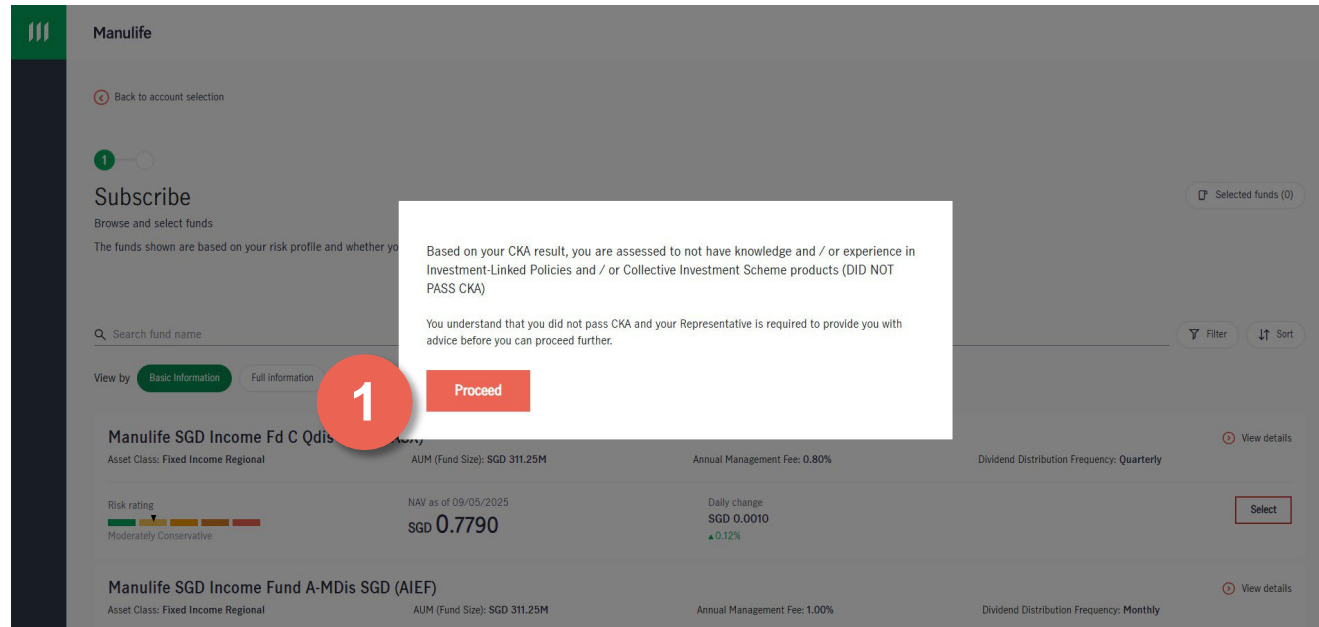 Manulife
Back to account selection
1
Subscribe
Selected funds (0)
Browse and select funds
The funds shown are based on your risk profile and whether yo
Based on your CKA result, you are assessed to not have knowledge and / or experience in
Investment-Linked Policies and / or Collective Investment Scheme products (DID NOT
PASS CKA)
You understand that you did not pass CKA and your Representative is required to provide you with
advice before you can proceed further.
Search fund name
Filter
Sort
View by Basic Information Full information
1
Proceed
Manulife SGD Income Fd C Qdis
View details
Asset Class: Fixed Income Regional AUM (Fund Size): SGD 311.25M Annual Management Fee: 0.80% Dividend Distribution Frequency: Quarterly
Risk rating NAV as of 09/05/2025 Daily change
SGD 0.7790 SGD 0.0010 Select
Moderately Conservative ▲0.12%
Manulife SGD Income Fund A-MDis SGD (AIEF) View details
Asset Class: Fixed Income Regional AUM (Fund Size): SGD 311.25M Annual Management Fee: 1.00% Dividend Distribution Frequency: Monthly